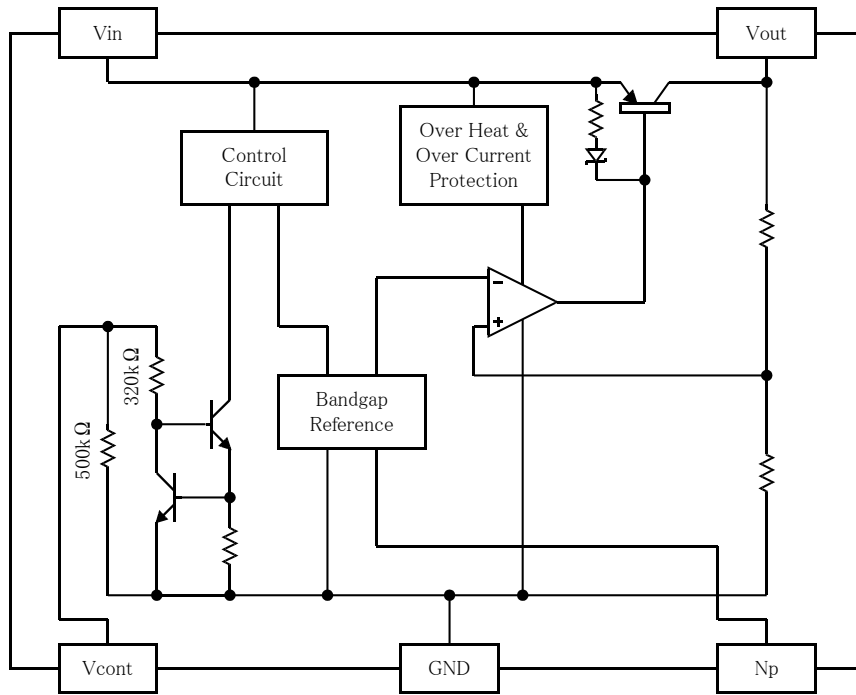 Vin
Vout
Control
Circuit
Over Heat &
Over Current
Protection
−
+
320kΩ
500kΩ
Bandgap
Reference
Vcont
GND
Np